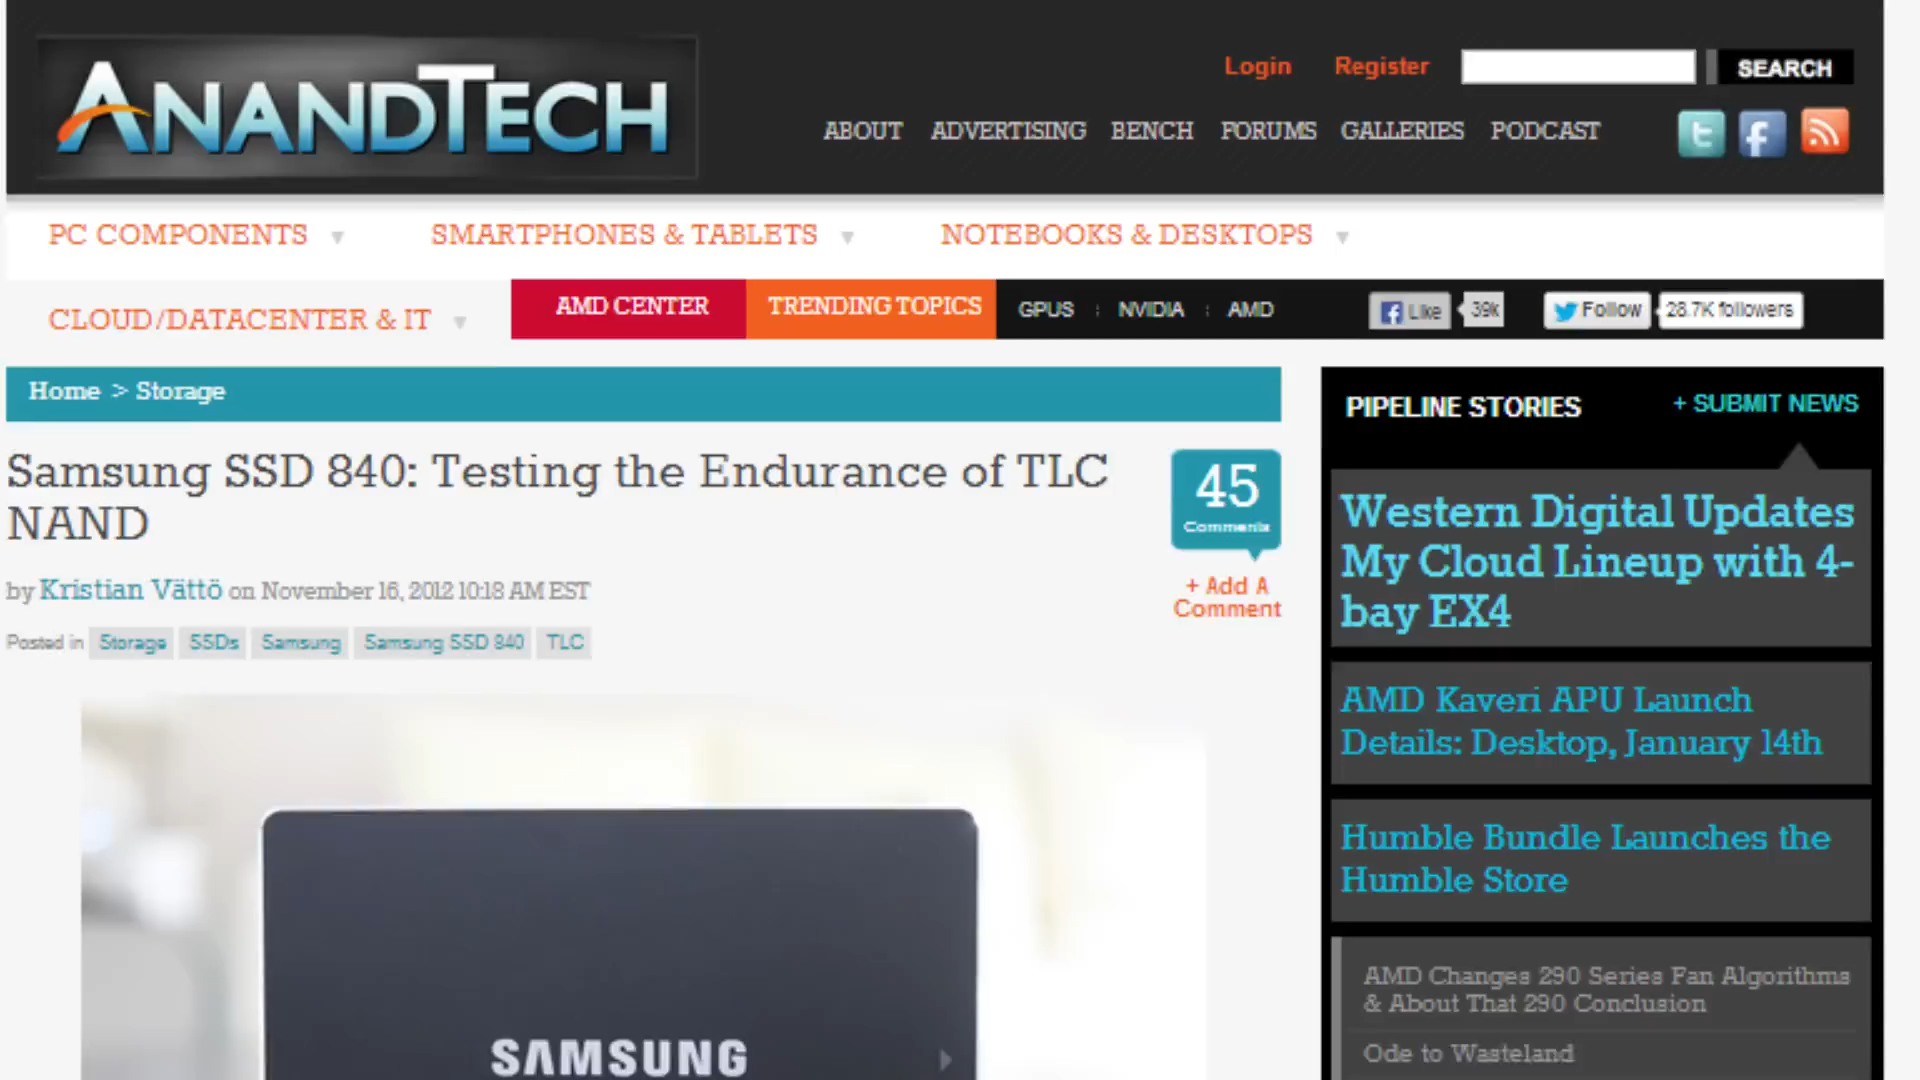 ANANDTECH
Login Register SEARCH
ABOUT ADVERTISING BENCH FORUMS GALLERIES PODCAST
PC COMPONENTS SMARTPHONES & TABLETS NOTEBOOKS & DESKTOPS
CLOUD/DATACENTER & IT AMD CENTER TRENDING TOPICS GPUS : NVIDIA : AMD Like 39k Follow 28.7K followers
Home > Storage
Samsung SSD 840: Testing the Endurance of TLC
NAND
45
Comments
by Kristian Vättö on November 16, 2012 10:18 AM EST
+ Add A
Comment
Posted in Storage SSDs Samsung Samsung SSD 840 TLC
SAMSUNG
PIPELINE STORIES + SUBMIT NEWS
Western Digital Updates
My Cloud Lineup with 4-
bay EX4
AMD Kaveri APU Launch
Details: Desktop, January 14th
Humble Bundle Launches the
Humble Store
AMD Changes 290 Series Fan Algorithms
& About That 290 Conclusion
Ode to Wasteland